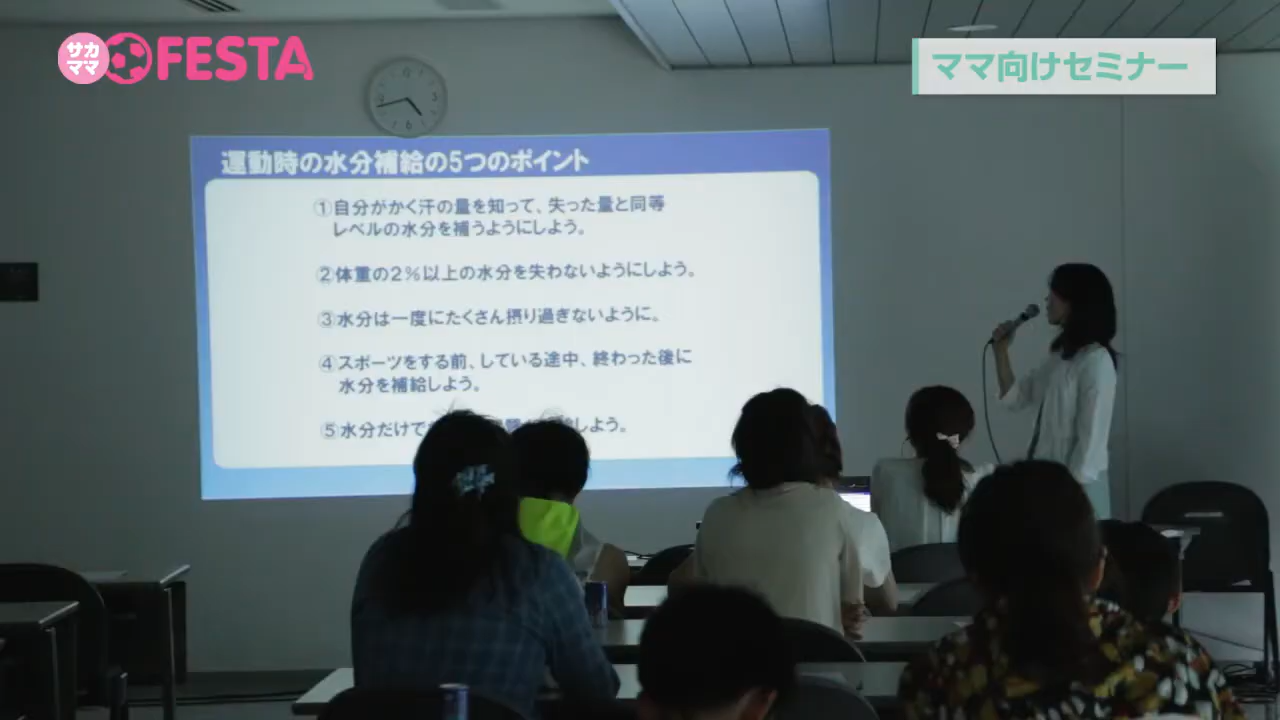 サカ
ママ
FESTA
ママ向けセミナー
運動時の水分補給の5つのポイント
①自分がかく汗の量を知って、失った量と同等
レベルの水分を補うようにしよう。
②体重の2%以上の水分を失わないようにしよう。
③水分は一度にたくさん摂り過ぎないように。
④スポーツをする前、している途中、終わった後に
水分を補給しよう。
⑤水分だけで しよう。